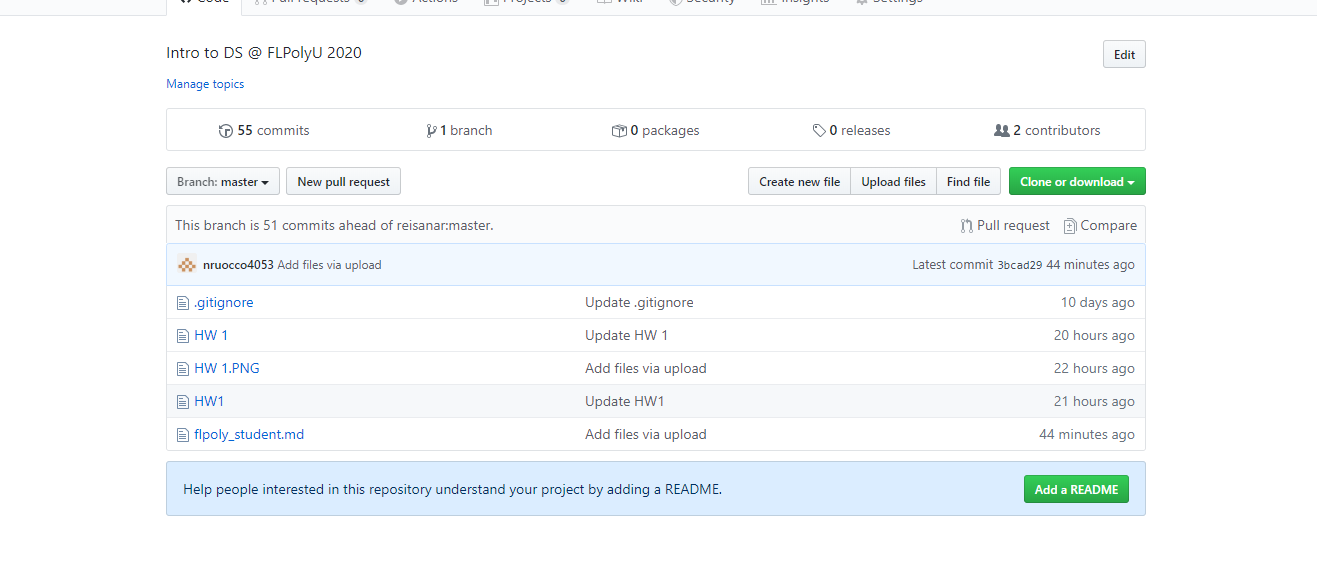 Code Pull requests 0 Actions Projects 0 Wiki Security Insights Settings
Intro to DS @ FLPolyU 2020
Edit
Manage topics
55 commits 1 branch 0 packages 0 releases 2 contributors
Branch: master New pull request Create new file Upload files Find file Clone or download
This branch is 51 commits ahead of reisanar:master. Pull request Compare
nruocco4053 Add files via upload Latest commit 3bcad29 44 minutes ago
.gitignore Update .gitignore 10 days ago
HW 1 Update HW 1 20 hours ago
HW 1.PNG Add files via upload 22 hours ago
HW1 Update HW1 21 hours ago
flpoly_student.md Add files via upload 44 minutes ago
Help people interested in this repository understand your project by adding a README. Add a README